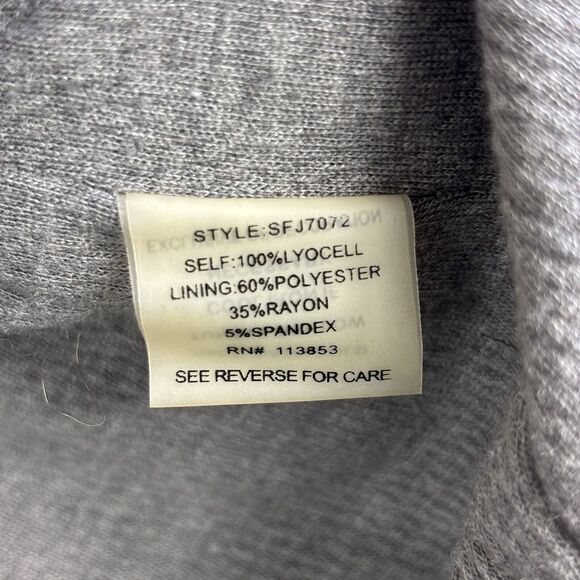 STYLE:SFJ7072
SELF:100%LYOCELL
LINING:60%POLYESTER
35%RAYON
5%SPANDEX
RN# 113853
SEE REVERSE FOR CARE